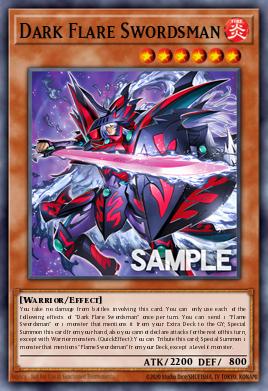 Dark Flare Swordsman
FIRE
炎
SAMPLE
[Warrior/Effect]
You take no damage from battles involving this card. You can only use each of the
following effects of "Dark Flare Swordsman" once per turn. You can send 1 "Flame
Swordsman" or 1 monster that mentions it from your Extra Deck to the GY; Special
Summon this card from your hand, also you cannot declare attacks for the rest of this turn,
except with Warrior monsters. (Quick Effect): You can Tribute this card; Special Summon 1
monster that mentions "Flame Swordsman" from your Deck, except a Level 6 monster.
ATK/2200 DEF/ 800